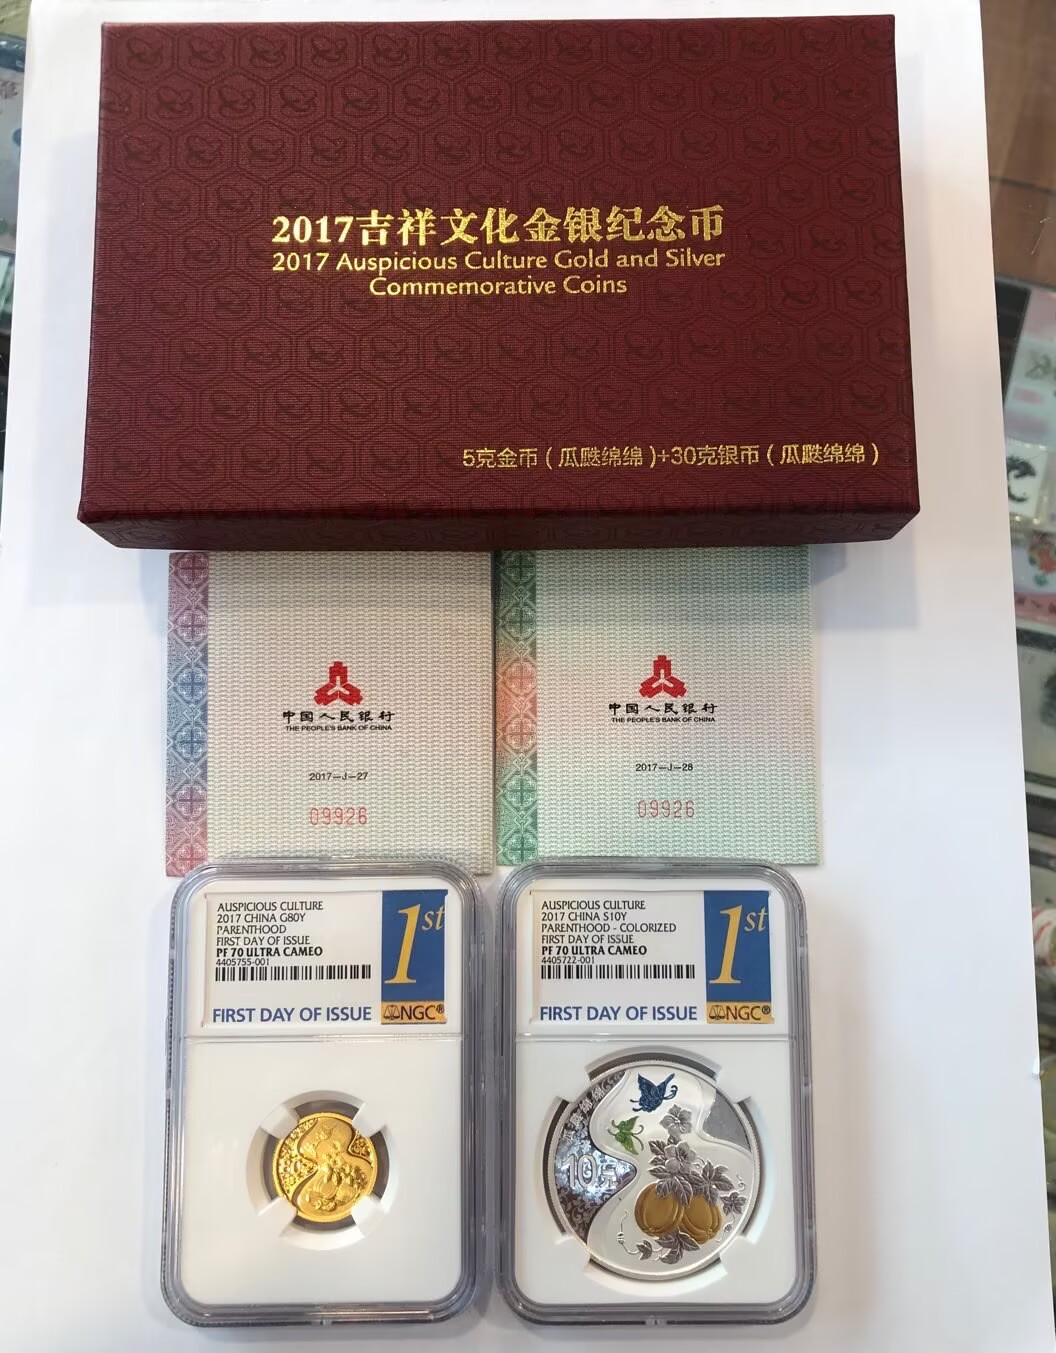 2017吉祥文化金银纪念币
2017 Auspicious Culture Gold and Silver
Commemorative Coins
5克金币(瓜瓞绵绵)+30克银币(瓜瓞绵绵)
中国人民银行
THE PEOPLE'S BANK OF CHINA
2017—J—27
09926
中国人民银行
THE PEOPLE'S BANK OF CHINA
2017—J—28
09926
AUSPICIOUS CULTURE
2017 CHINA G80Y
PARENTHOOD
FIRST DAY OF ISSUE
PF 70 ULTRA CAMEO
4405755-001
1st
FIRST DAY OF ISSUE
NGC®
AUSPICIOUS CULTURE
2017 CHINA S10Y
PARENTHOOD - COLORIZED
FIRST DAY OF ISSUE
PF 70 ULTRA CAMEO
4405722-001
1st
FIRST DAY OF ISSUE
NGC®
10元